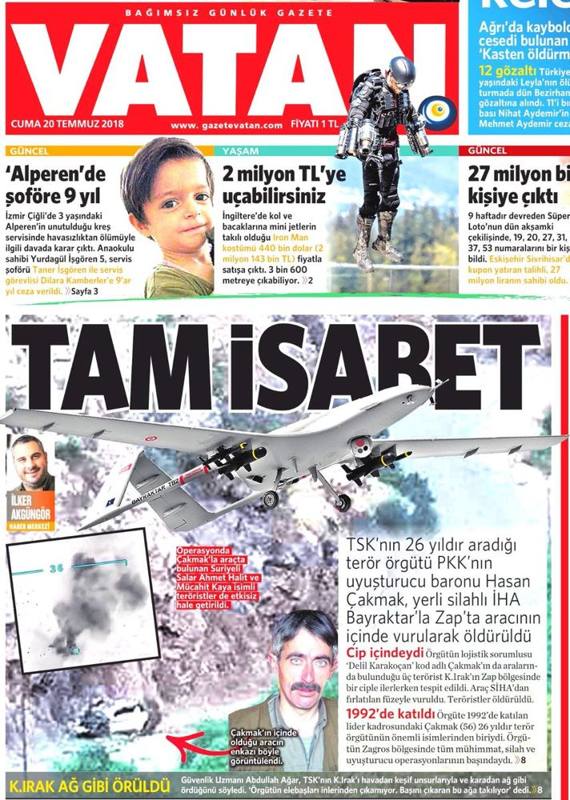 BAĞIMSIZ GÜNLÜK GAZETE
VATAN
CUMA 20 TEMMUZ 2018
www.gazetevatan.com
FİYATI 1 TL
Ağrı'da kaybol
cesedi bulunan
'Kasten öldürm
12 gözaltı Türkiye
yaşındaki Leyla'nın ölü
turmada dün Bezirhan
gözaltına alındı. 11'i b
bası Nihat Aydemir'in
Mehmet Aydemir ceza
GÜNCEL
'Alperen'de
şoföre 9 yıl
İzmir Çiğli'de 3 yaşındaki
Alperen'in unutulduğu kreş
servisinde havasızlıktan ölümüyle
ilgili davada karar çıktı. Anaokulu
sahibi Yurdagül İşgören 5, servis
şoförü Taner İşgören ile servis
görevlisi Dilara Kamberler'e 9'ar
yıl ceza verildi. »Sayfa 3
YAŞAM
2 milyon TL'ye
uçabilirsiniz
İngiltere'de kol ve
bacaklarına mini jetlerin
takılı olduğu Iron Man
kostümü 440 bin dolar (2
milyon 143 bin TL) fiyatla
satışa çıktı. 3 bin 600
metreye çıkabiliyor. »2
GÜNCEL
27 milyon bi
kişiye çıktı
9 haftadır devreden Süper
Loto'nun dün akşamki
çekilişinde, 19, 20, 27, 31,
37, 53 numaralarını bir kiş
bildi. Eskişehir Sivrihisar'd
kupon yatıran talihli, 27
milyon liranın sahibi oldu.
TAM İSABET
BAYRAKTAR TB2
İLKER
AKGÜNGÖR
HABER MERKEZİ
36
Operasyonda
Çakmak'la araçta
bulunan Suriyeli
Salar Ahmet Halit ve
Mücahit Kaya isimli
teröristler de etkisiz
hale getirildi.
TSK'nın 26 yıldır aradığı
terör örgütü PKK'nın
uyuşturucu baronu Hasan
Çakmak, yerli silahlı İHA
Bayraktar'la Zap'ta aracının
içinde vurularak öldürüldü
Cip içindeydi Örgütün lojistik sorumlusu
'Delil Karakoçan' kod adlı Çakmak'ın da araların-
da bulunduğu üç terörist K.Irak'ın Zap bölgesinde
bir ciple ilerlerken tespit edildi. Araç SİHA'dan
fırlatılan füzeyle vuruldu. Teröristler öldürüldü.
1992'de katıldı Örgüte 1992'de katılan
lider kadrosundaki Çakmak (56) 26 yıldır terör
örgütünün önemli isimlerinden biriydi. Örgü-
tün Zagros bölgesinde tüm mühimmat, silah ve
uyuşturucu operasyonlarının başındaydı. »8
Çakmak'ın içinde
olduğu aracın
enkazı böyle
görüntülendi.
K.IRAK AĞ GİBİ ÖRÜLDÜ
Güvenlik Uzmanı Abdullah Ağar, TSK'nın K.Irak'ı havadan keşif unsurlarıyla ve karadan ağ gibi
ördüğünü söyledi. 'Örgütün elebaşları inlerinden çıkamıyor. Başını çıkaran bu ağa takılıyor' dedi. »8